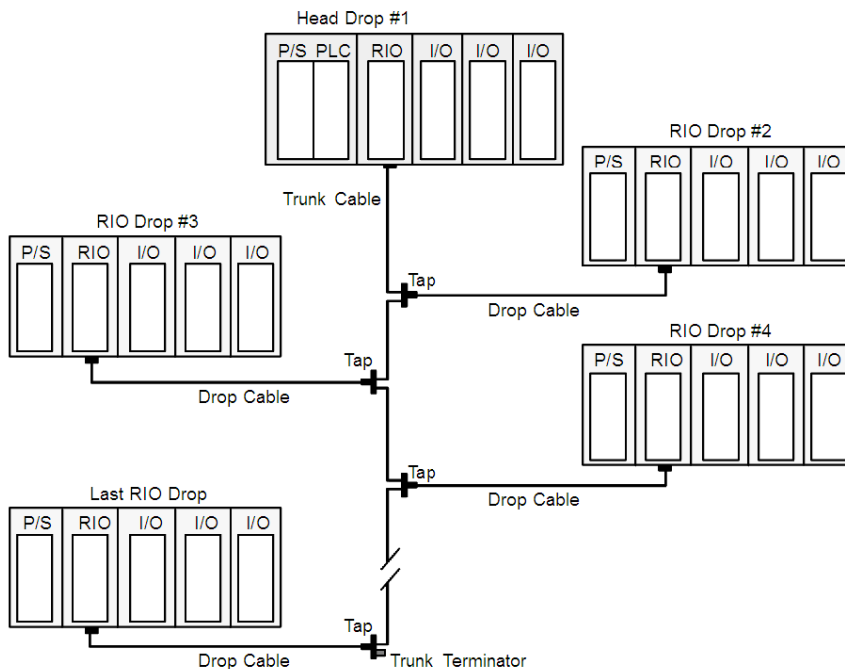 Head Drop #1
P/S PLC RIO I/O I/O I/O
RIO Drop #2
P/S RIO I/O I/O I/O
Trunk Cable
RIO Drop #3
P/S RIO I/O I/O I/O
Tap
Drop Cable
RIO Drop #4
P/S RIO I/O I/O I/O
Tap
Drop Cable
Tap
Drop Cable
Last RIO Drop
P/S RIO I/O I/O I/O
Tap
Drop Cable
Trunk Terminator